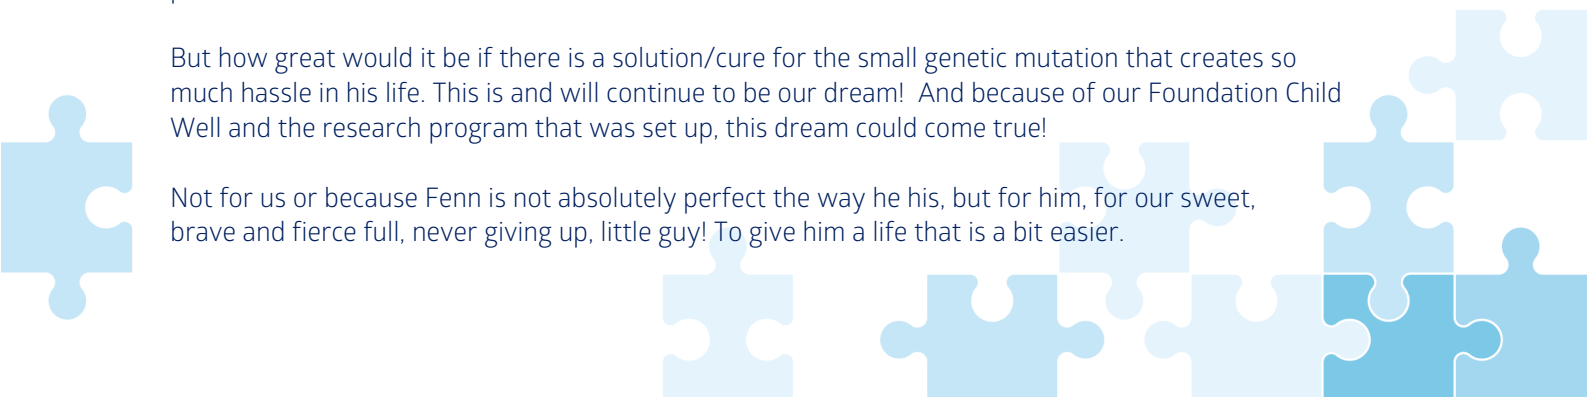 But how great would it be if there is a solution/cure for the small genetic mutation that creates so
much hassle in his life. This is and will continue to be our dream!  And because of our Foundation Child
Well and the research program that was set up, this dream could come true!
Not for us or because Fenn is not absolutely perfect the way he his, but for him, for our sweet,
brave and fierce full, never giving up, little guy! To give him a life that is a bit easier.